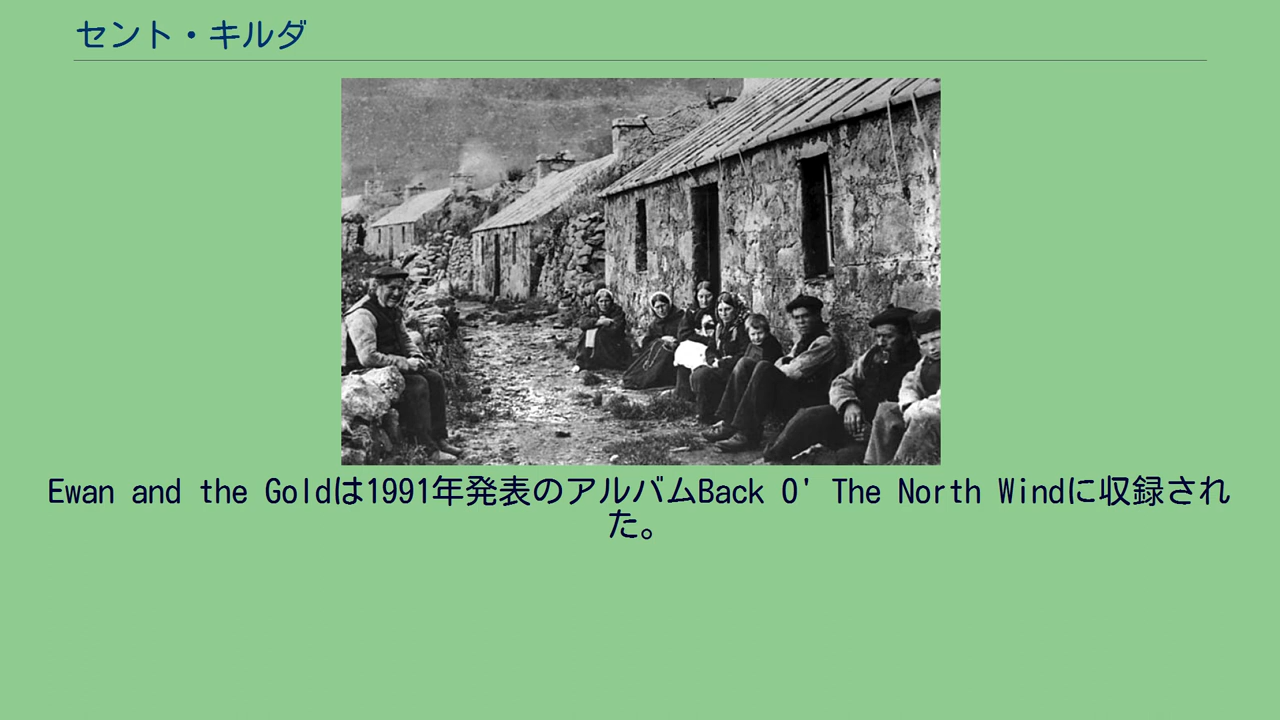 セント・キルダ
Ewan and the Goldは1991年発表のアルバムBack O' The North Windに収録され
た。